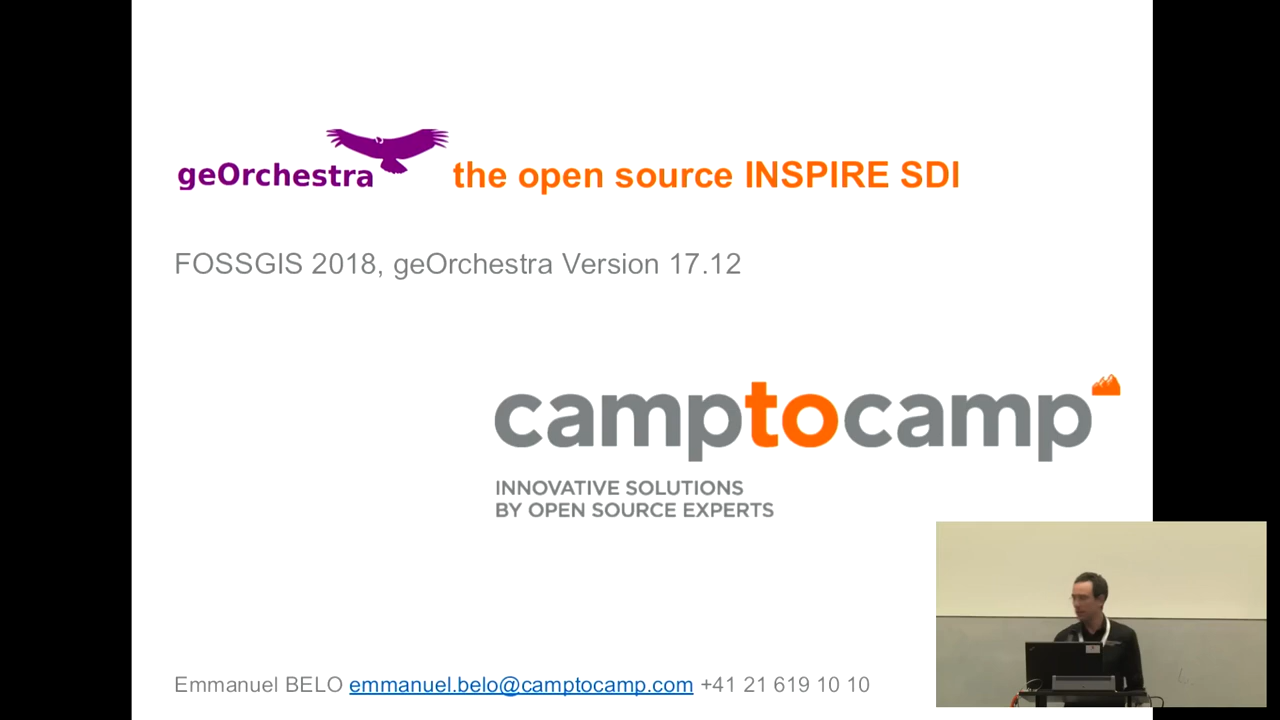 geOrchestra the open source INSPIRE SDI
FOSSGIS 2018, geOrchestra Version 17.12
camptocamp
INNOVATIVE SOLUTIONS
BY OPEN SOURCE EXPERTS
Emmanuel BELO emmanuel.belo@camptocamp.com +41 21 619 10 10